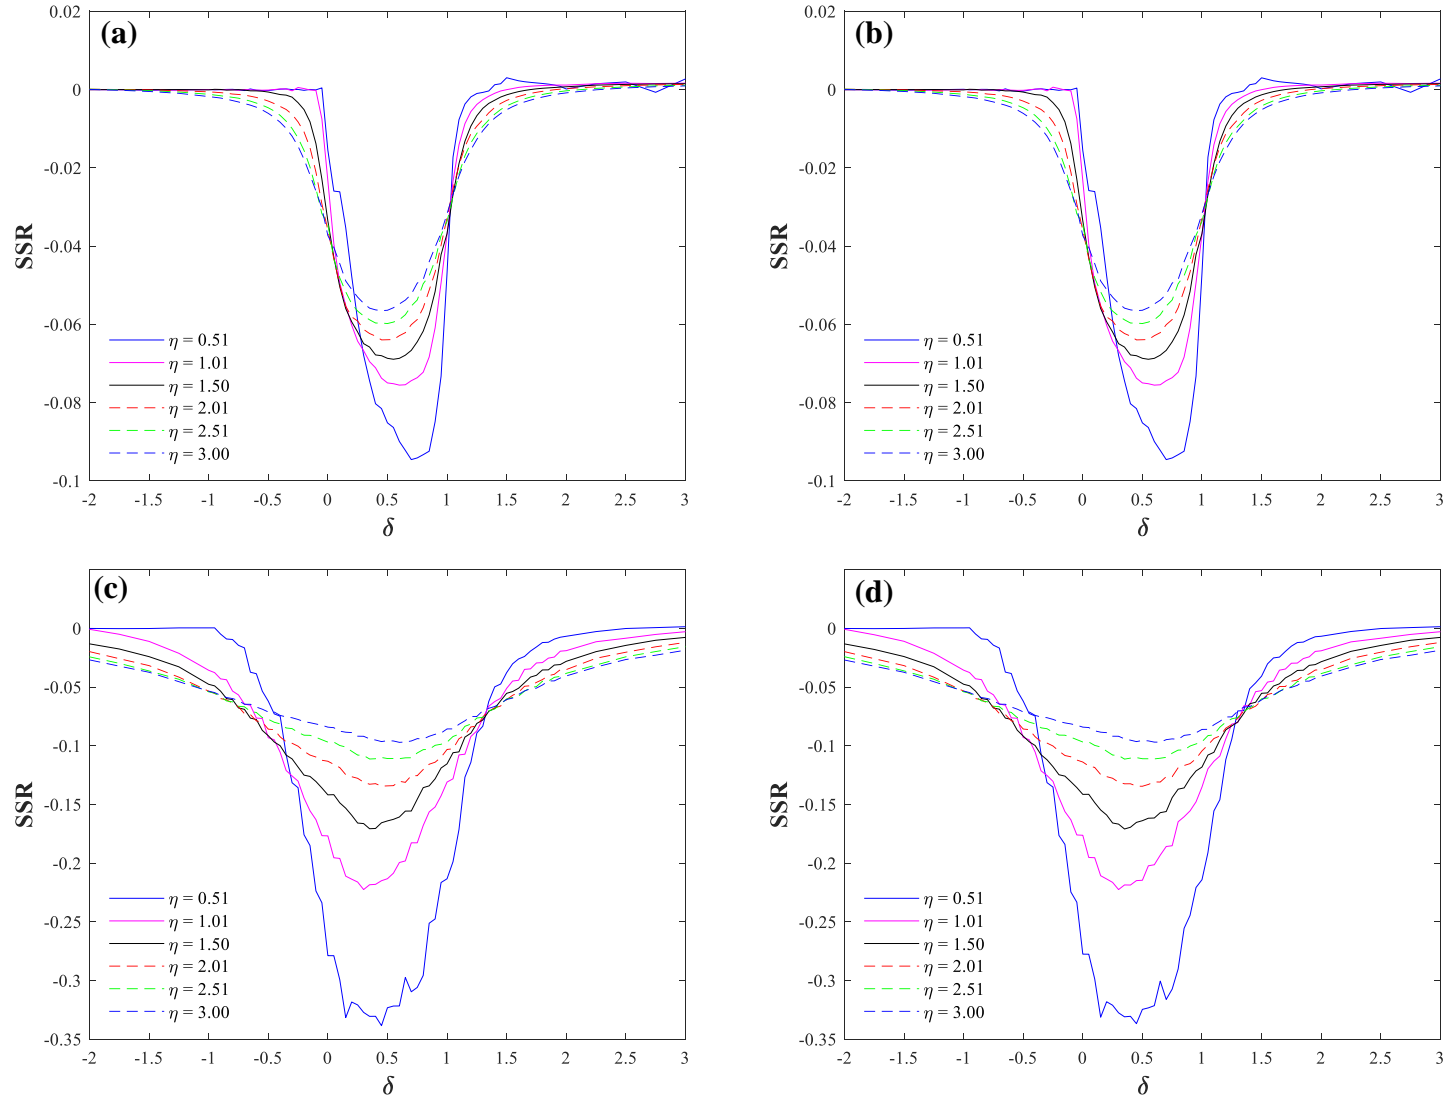 (a)
0.02
0
-0.02
-0.04
-0.06
-0.08
-0.1
SSR
η = 0.51
η = 1.01
η = 1.50
η = 2.01
η = 2.51
η = 3.00
-2 -1.5 -1 -0.5 0 0.5 1 1.5 2 2.5 3
δ
(b)
0.02
0
-0.02
-0.04
-0.06
-0.08
-0.1
SSR
η = 0.51
η = 1.01
η = 1.50
η = 2.01
η = 2.51
η = 3.00
-2 -1.5 -1 -0.5 0 0.5 1 1.5 2 2.5 3
δ
(c)
0
-0.05
-0.1
-0.15
-0.2
-0.25
-0.3
-0.35
SSR
η = 0.51
η = 1.01
η = 1.50
η = 2.01
η = 2.51
η = 3.00
-2 -1.5 -1 -0.5 0 0.5 1 1.5 2 2.5 3
δ
(d)
0
-0.05
-0.1
-0.15
-0.2
-0.25
-0.3
-0.35
SSR
η = 0.51
η = 1.01
η = 1.50
η = 2.01
η = 2.51
η = 3.00
-2 -1.5 -1 -0.5 0 0.5 1 1.5 2 2.5 3
δ